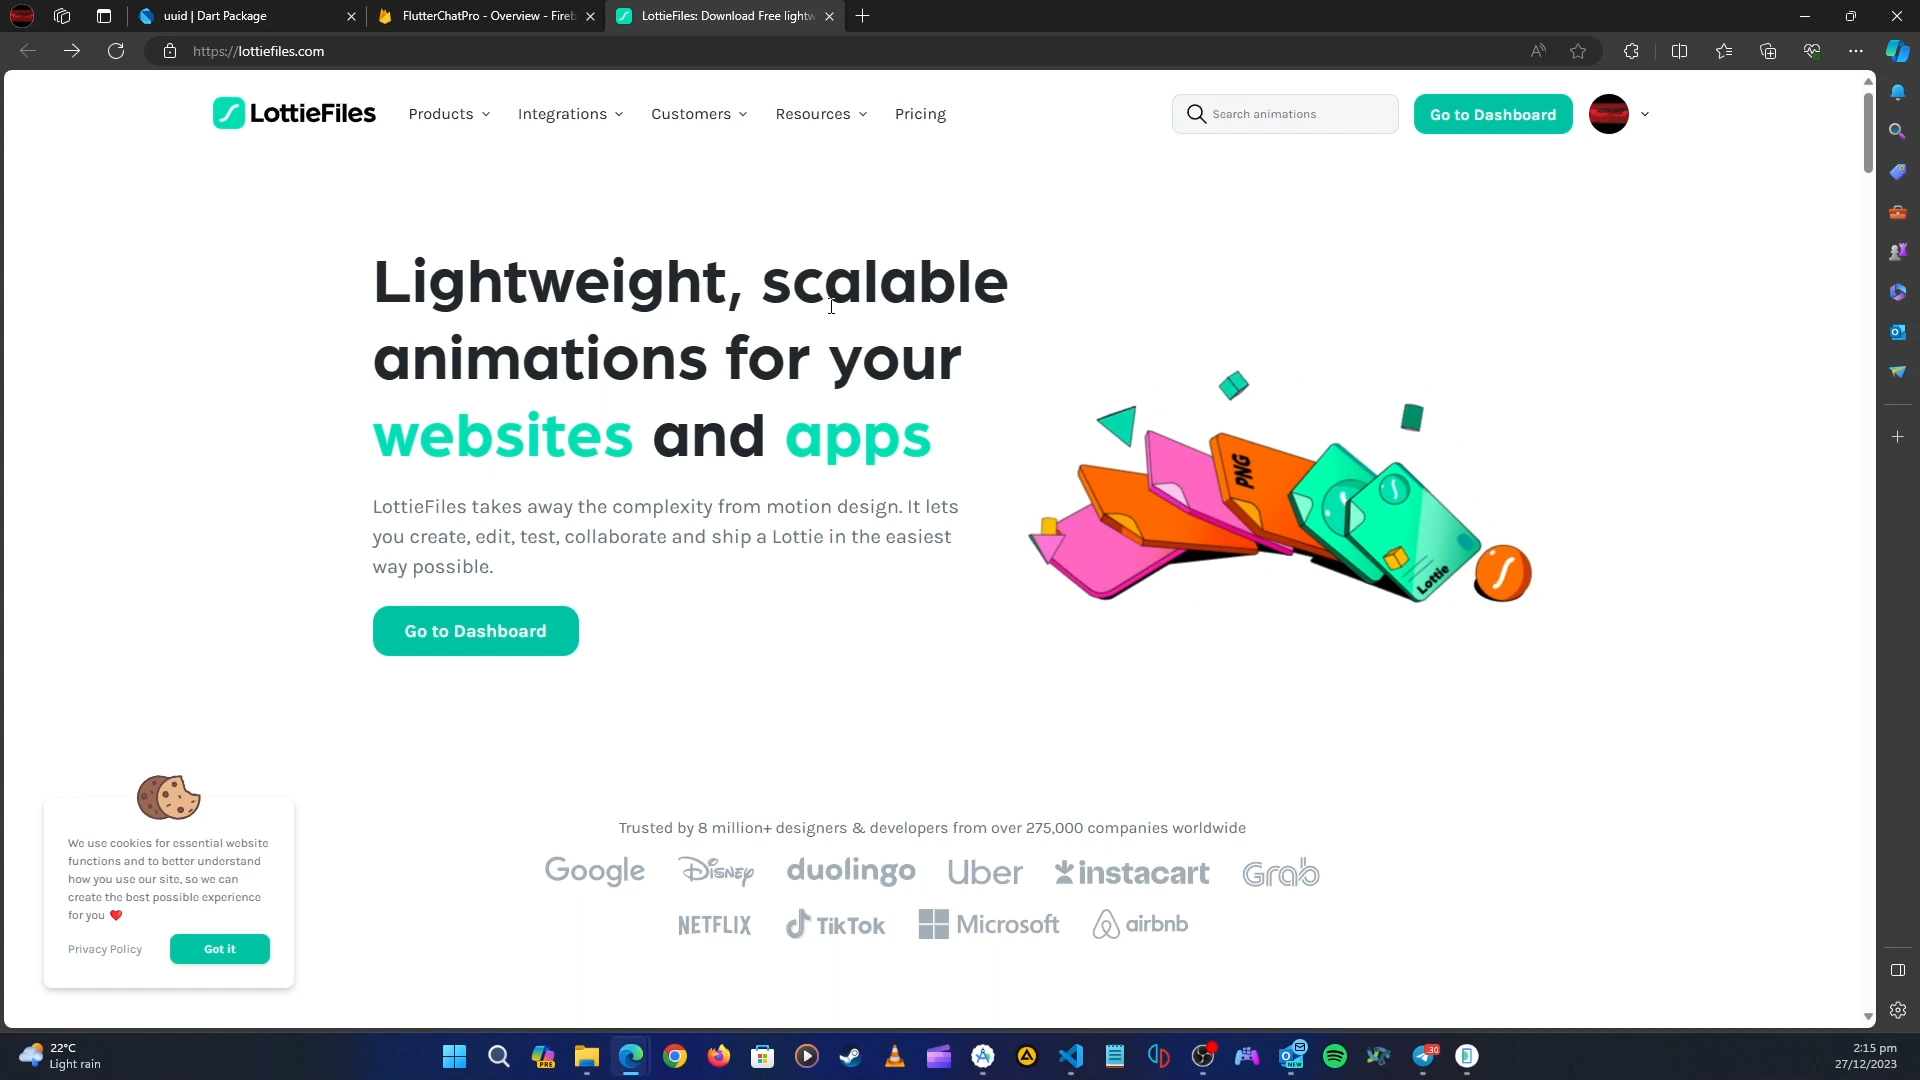 uuid | Dart Package
FlutterChatPro - Overview - Fireb
LottieFiles: Download Free lightw
https://lottiefiles.com
LottieFiles
Products
Integrations
Customers
Resources
Pricing
Search animations
Go to Dashboard
Lightweight, scalable
animations for your
websites and apps
LottieFiles takes away the complexity from motion design. It lets
you create, edit, test, collaborate and ship a Lottie in the easiest
way possible.
Go to Dashboard
PNG
Lottie
Trusted by 8 million+ designers & developers from over 275,000 companies worldwide
Google
Disney
duolingo
Uber
instacart
Grab
NETFLIX
TikTok
Microsoft
airbnb
We use cookies for essential website
functions and to better understand
how you use our site, so we can
create the best possible experience
for you
Privacy Policy
Got it
22°C
Light rain
PRE
NEW
30
2:15 pm
27/12/2023